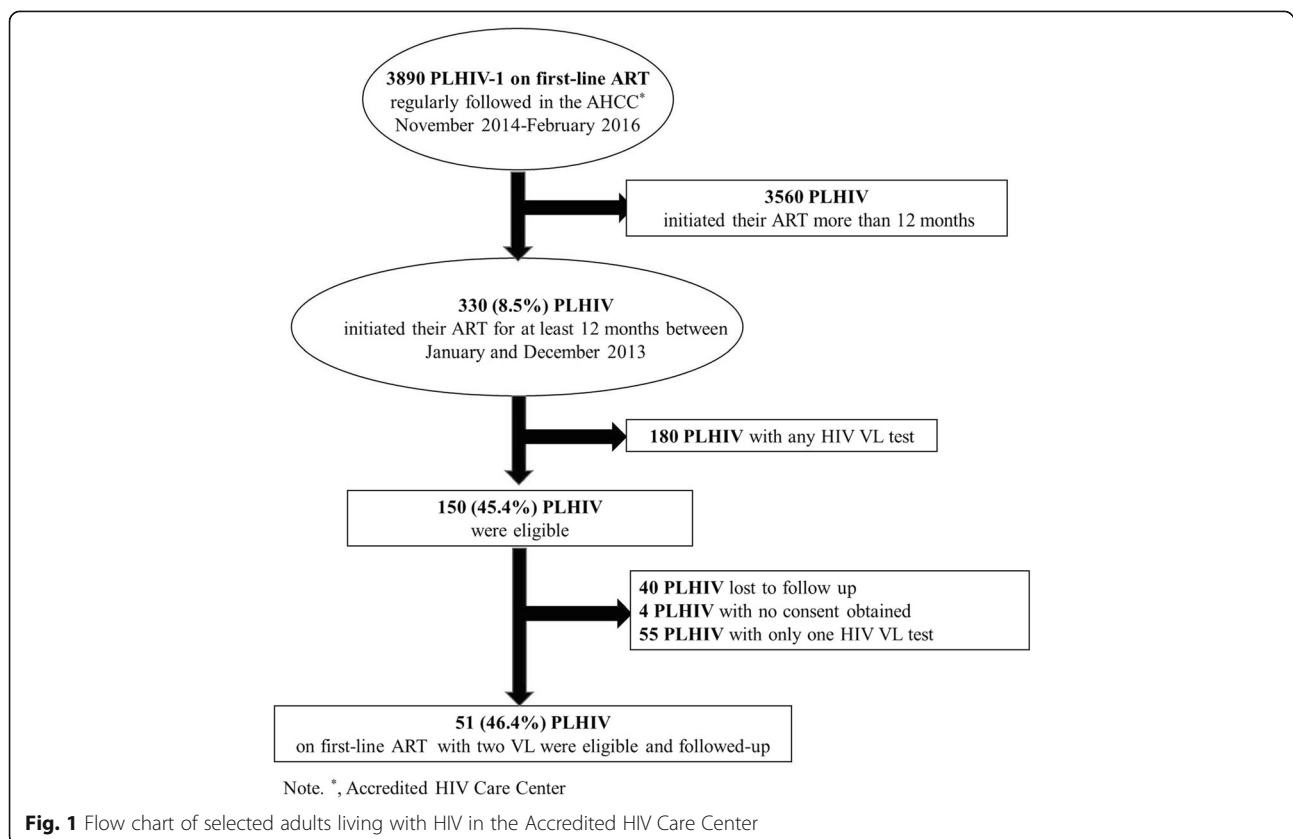 3890 PLHIV-1 on first-line ART
regularly followed in the AHCC*
November 2014-February 2016
3560 PLHIV
initiated their ART more than 12 months
330 (8.5%) PLHIV
initiated their ART for at least 12 months between
January and December 2013
180 PLHIV with any HIV VL test
150 (45.4%) PLHIV
were eligible
40 PLHIV lost to follow up
4 PLHIV with no consent obtained
55 PLHIV with only one HIV VL test
51 (46.4%) PLHIV
on first-line ART with two VL were eligible and followed-up
Note. *, Accredited HIV Care Center
Fig. 1 Flow chart of selected adults living with HIV in the Accredited HIV Care Center